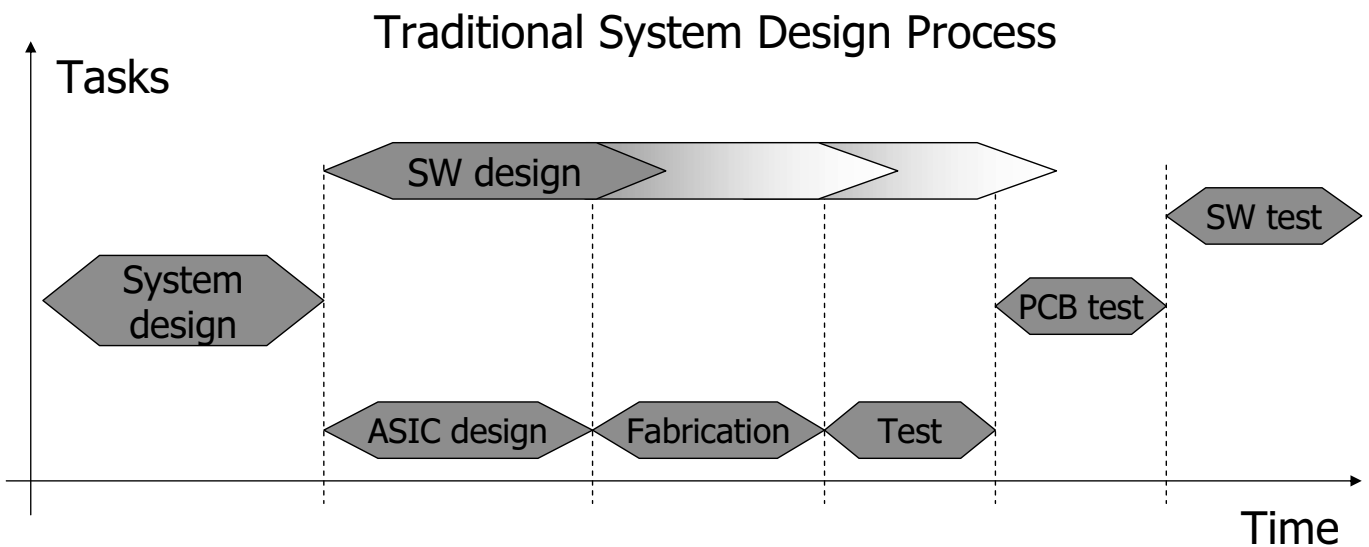 Traditional System Design Process
Tasks
SW design
SW test
System
design
PCB test
ASIC design
Fabrication
Test
Time